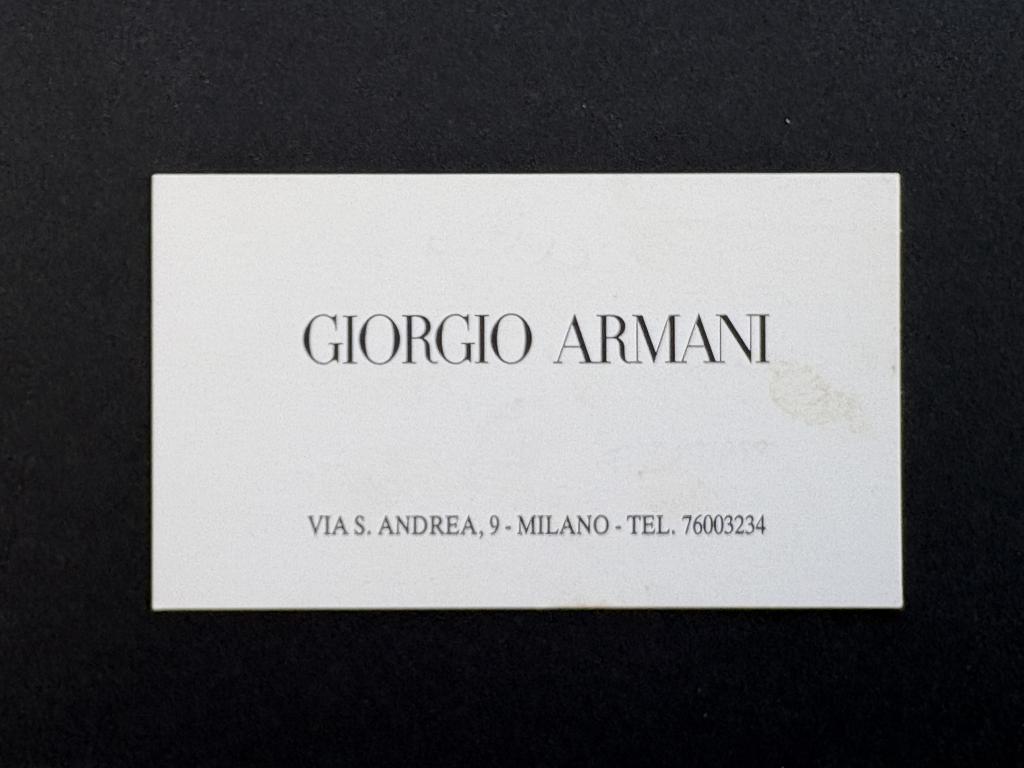 GIORGIO ARMANI
VIA S. ANDREA, 9 - MILANO - TEL. 76003234